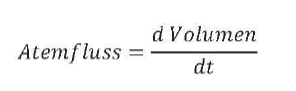 Atemfluss = d Volumen / dt